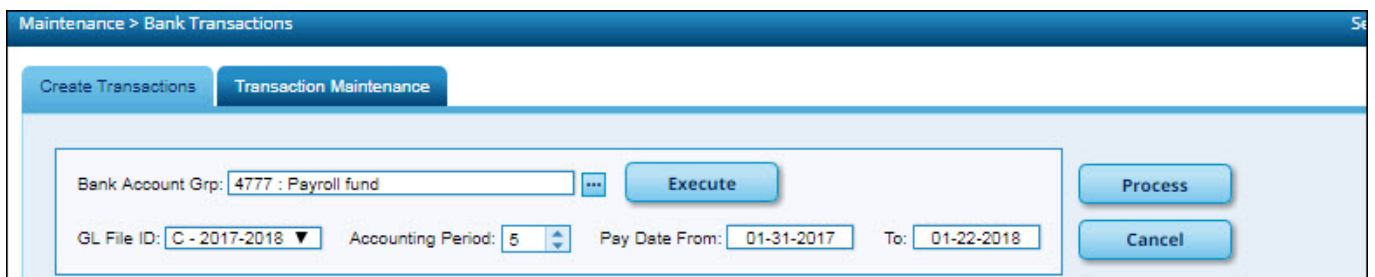 Maintenance > Bank Transactions
Create Transactions Transaction Maintenance
Bank Account Grp: 4777 : Payroll fund ... Execute Process
GL File ID: C - 2017-2018 ▼ Accounting Period: 5 Pay Date From: 01-31-2017 To: 01-22-2018 Cancel